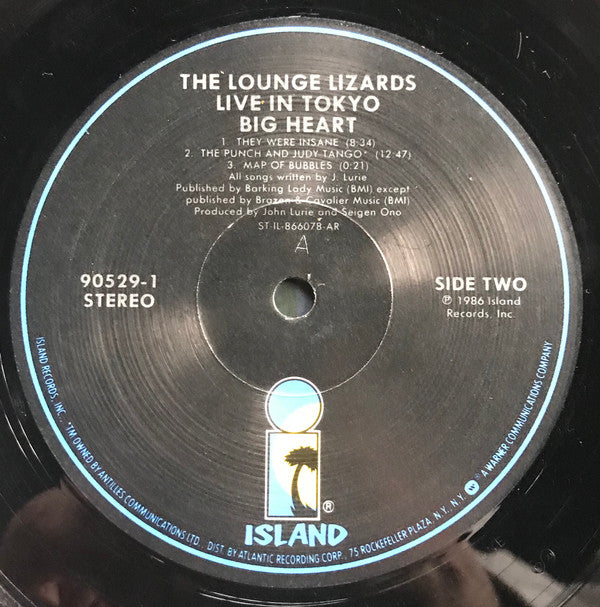 THE LOUNGE LIZARDS
LIVE IN TOKYO
BIG HEART
1. THEY WERE INSANE (8:34)
2. THE PUNCH AND JUDY TANGO* (12:47)
3. MAP OF BUBBLES (0:21)
All songs written by J. Lurie
Published by Barking Lady Music (BMI) except
*published by Brazen & Cavalier Music (BMI)
Produced by John Lurie and Seigen Ono
ST-IL-866078-AR
A
90529-1
STEREO
SIDE TWO
℗ 1986 Island
Records, Inc.
i
®
ISLAND
ISLAND RECORDS, INC., *TM OWNED BY ANTILLES COMMUNICATIONS LTD., DIST. BY ATLANTIC RECORDING CORP., 75 ROCKEFELLER PLAZA, N.Y., N.Y. W A WARNER COMMUNICATIONS COMPANY